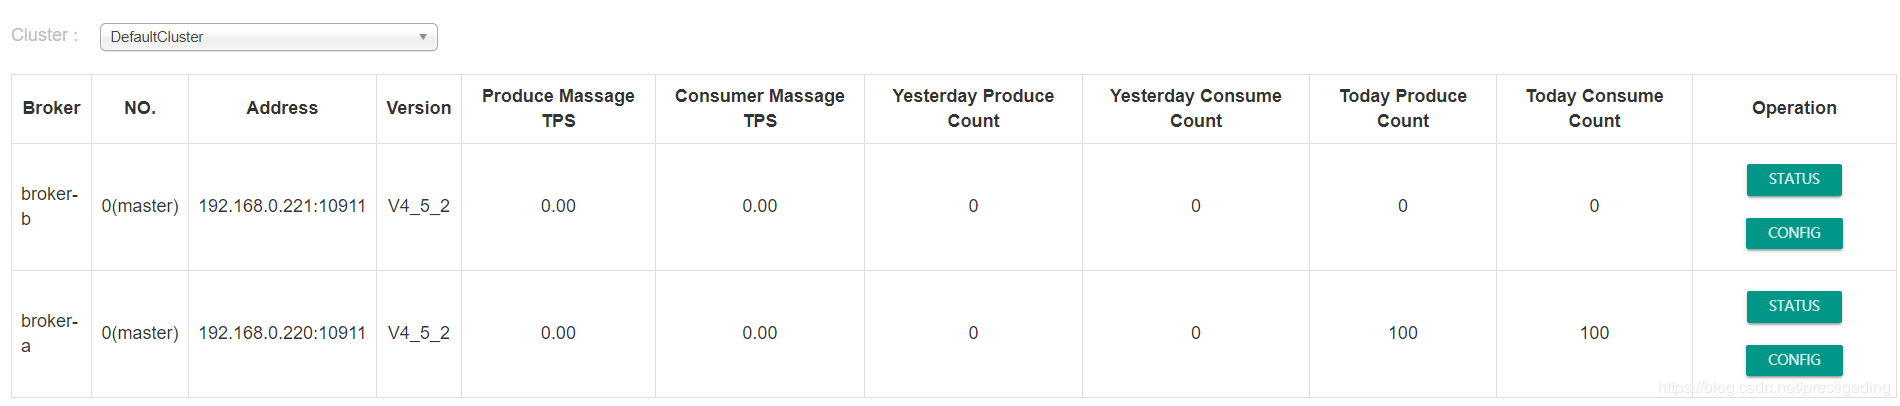 Cluster :
DefaultCluster
Broker NO. Address Version Produce Massage TPS Consumer Massage TPS Yesterday Produce Count Yesterday Consume Count Today Produce Count Today Consume Count Operation
broker-b 0(master) 192.168.0.221:10911 V4_5_2 0.00 0.00 0 0 0 0 STATUS CONFIG
broker-a 0(master) 192.168.0.220:10911 V4_5_2 0.00 0.00 0 0 100 100 STATUS CONFIG
https://blog.csdn.net/prestigeding